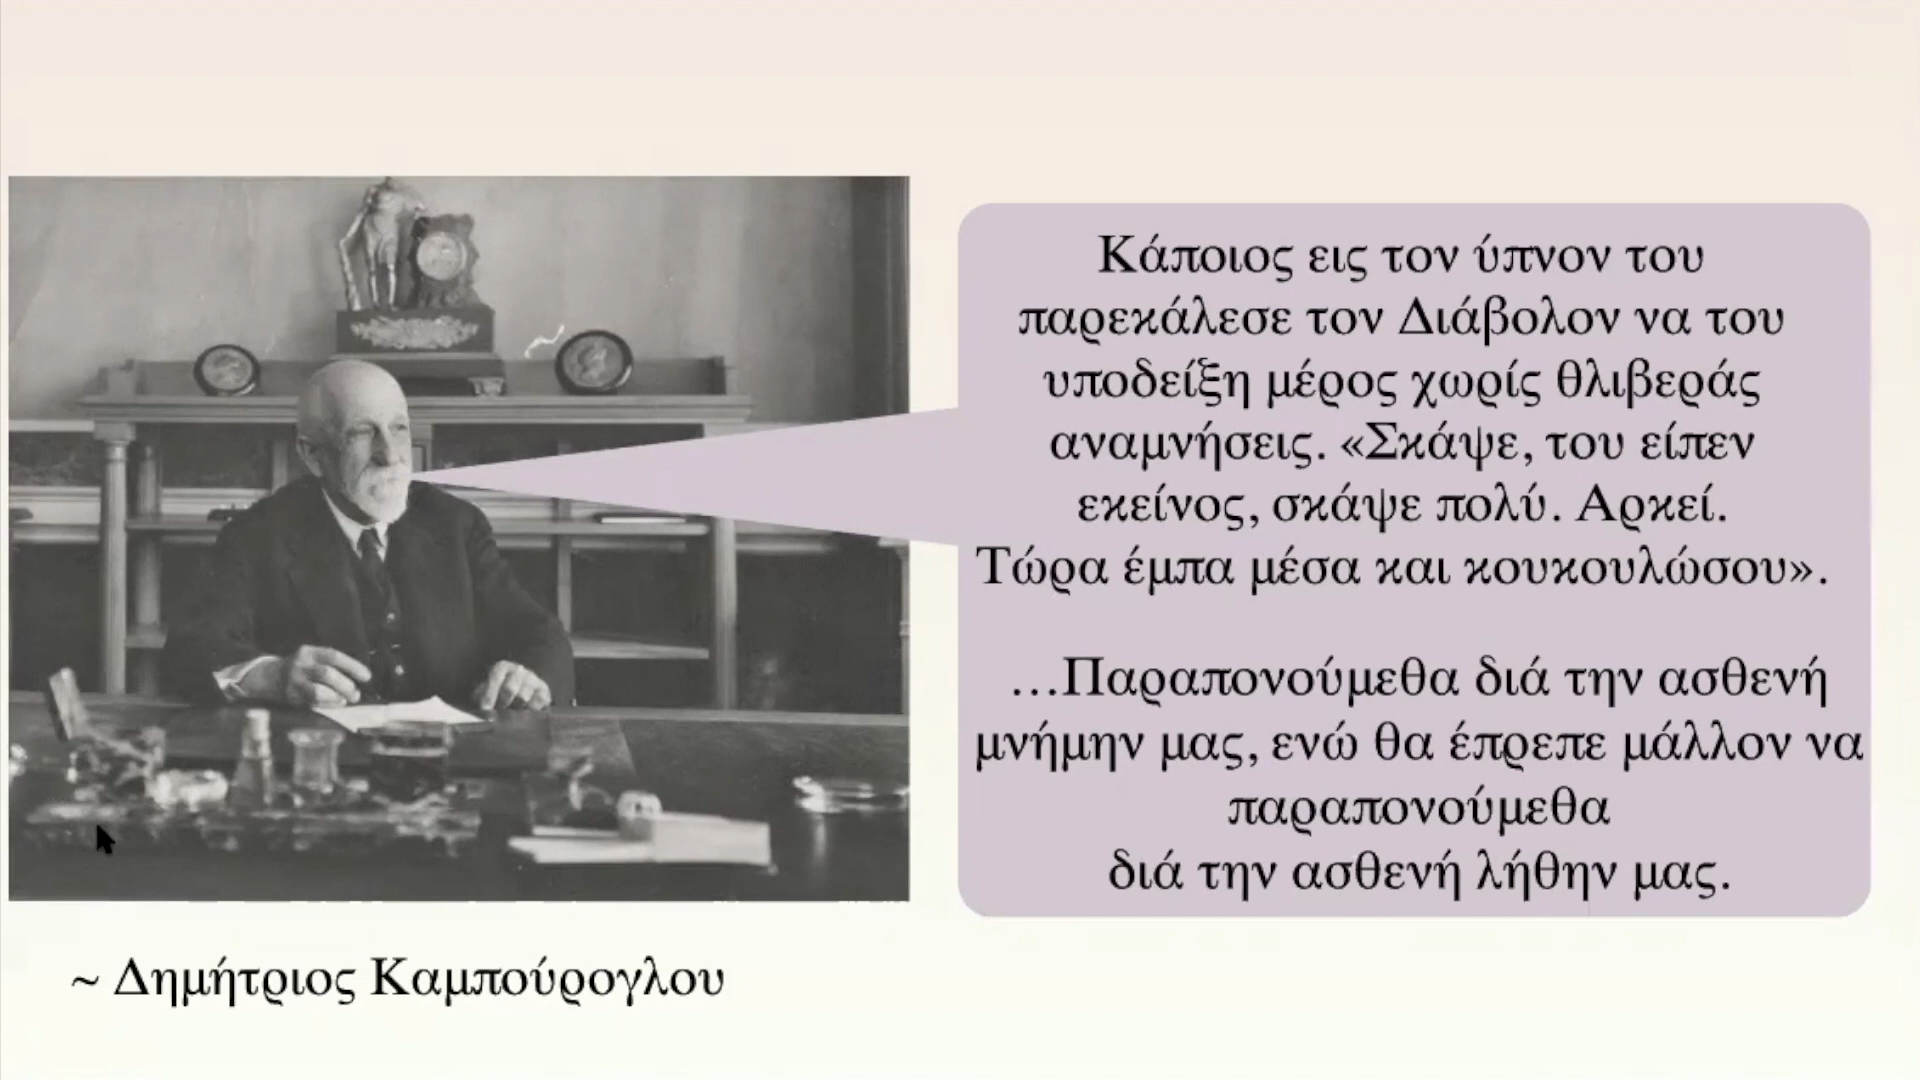 Κάποιος εις τον ύπνον του
παρεκάλεσε τον Διάβολον να του
υποδείξη μέρος χωρίς θλιβεράς
αναμνήσεις. «Σκάψε, του είπεν
εκείνος, σκάψε πολύ. Αρκεί.
Τώρα έμπα μέσα και κουκουλώσου».
…Παραπονούμεθα διά την ασθενή
μνήμην μας, ενώ θα έπρεπε μάλλον να
παραπονούμεθα
διά την ασθενή λήθην μας.
~ Δημήτριος Καμπούρογλου